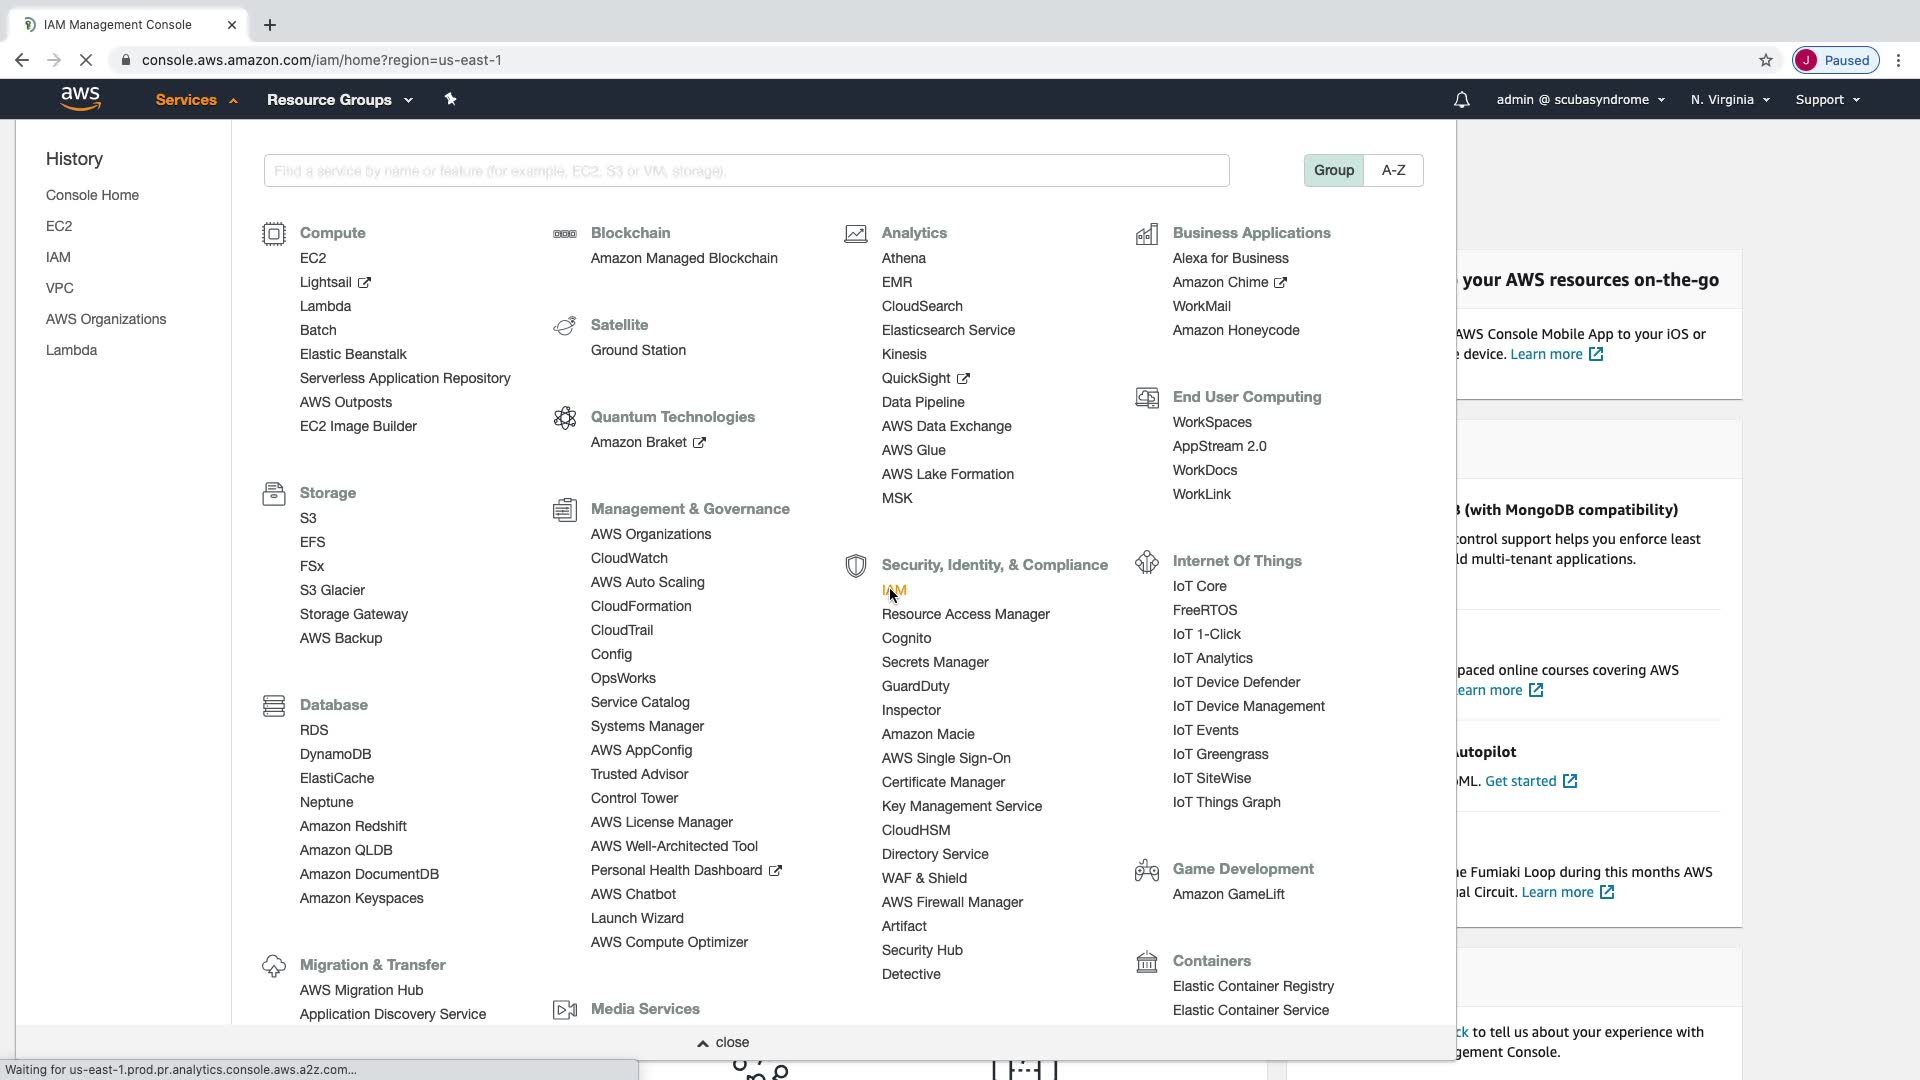 IAM Management Console
console.aws.amazon.com/iam/home?region=us-east-1
J Paused
aws
Services
Resource Groups
admin @ scubasyndrome
N. Virginia
Support
History
Console Home
EC2
IAM
VPC
AWS Organizations
Lambda
Find a service by name or feature (for example, EC2, S3 or VM, storage).
Group
A-Z
Compute
EC2
Lightsail
Lambda
Batch
Elastic Beanstalk
Serverless Application Repository
AWS Outposts
EC2 Image Builder
Storage
S3
EFS
FSx
S3 Glacier
Storage Gateway
AWS Backup
Database
RDS
DynamoDB
ElastiCache
Neptune
Amazon Redshift
Amazon QLDB
Amazon DocumentDB
Amazon Keyspaces
Migration & Transfer
AWS Migration Hub
Application Discovery Service
Blockchain
Amazon Managed Blockchain
Satellite
Ground Station
Quantum Technologies
Amazon Braket
Management & Governance
AWS Organizations
CloudWatch
AWS Auto Scaling
CloudFormation
CloudTrail
Config
OpsWorks
Service Catalog
Systems Manager
AWS AppConfig
Trusted Advisor
Control Tower
AWS License Manager
AWS Well-Architected Tool
Personal Health Dashboard
AWS Chatbot
Launch Wizard
AWS Compute Optimizer
Media Services
Analytics
Athena
EMR
CloudSearch
Elasticsearch Service
Kinesis
QuickSight
Data Pipeline
AWS Data Exchange
AWS Glue
AWS Lake Formation
MSK
Security, Identity, & Compliance
IAM
Resource Access Manager
Cognito
Secrets Manager
GuardDuty
Inspector
Amazon Macie
AWS Single Sign-On
Certificate Manager
Key Management Service
CloudHSM
Directory Service
WAF & Shield
AWS Firewall Manager
Artifact
Security Hub
Detective
Business Applications
Alexa for Business
Amazon Chime
WorkMail
Amazon Honeycode
End User Computing
WorkSpaces
AppStream 2.0
WorkDocs
WorkLink
Internet Of Things
IoT Core
FreeRTOS
IoT 1-Click
IoT Analytics
IoT Device Defender
IoT Device Management
IoT Events
IoT Greengrass
IoT SiteWise
IoT Things Graph
Game Development
Amazon GameLift
Containers
Elastic Container Registry
Elastic Container Service
your AWS resources on-the-go
AWS Console Mobile App to your iOS or
device. Learn more
(with MongoDB compatibility)
control support helps you enforce least
multi-tenant applications.
paced online courses covering AWS
earn more
utopilot
ML. Get started
Fumiaki Loop during this months AWS
Circuit. Learn more
to tell us about your experience with
gement Console.
close
Waiting for us-east-1.prod.pr.analytics.console.aws.a2z.com...